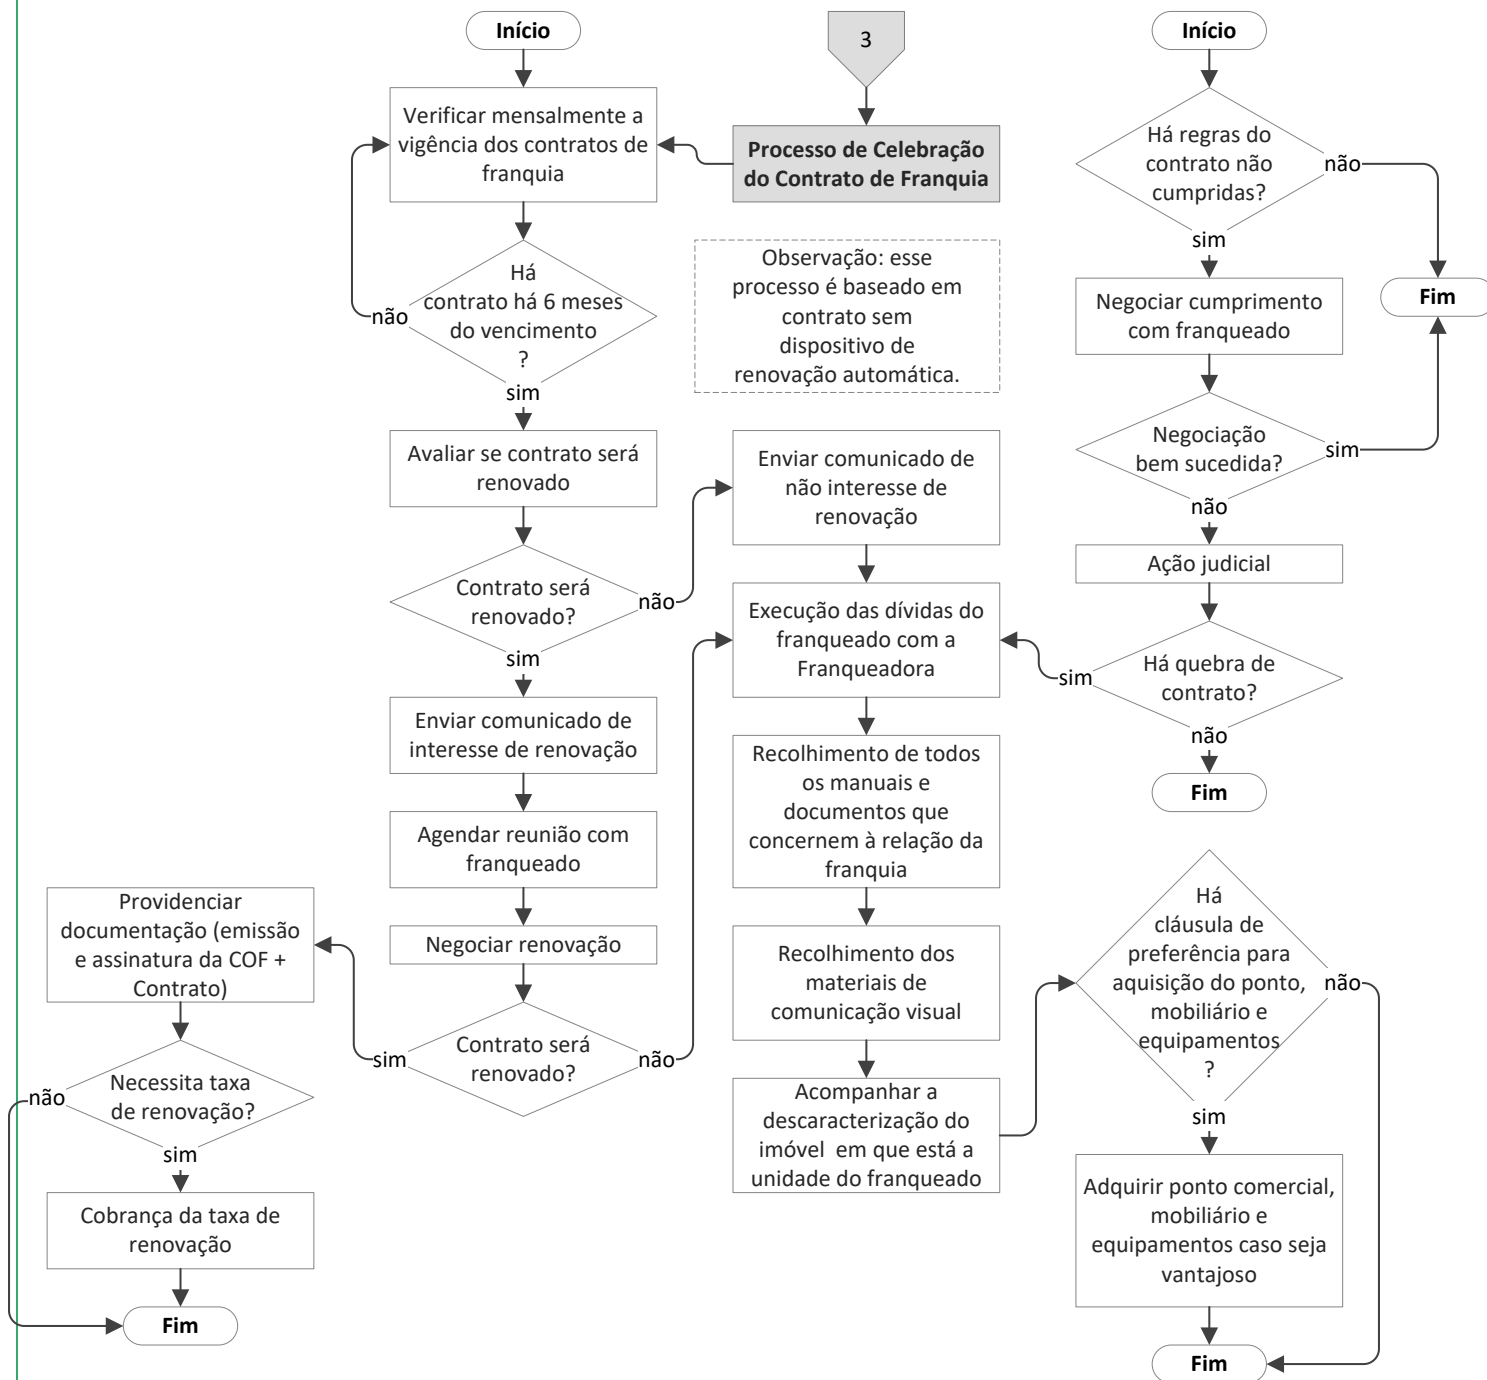 Início
Verificar mensalmente a
vigência dos contratos de
franquia
Há
contrato há 6 meses
do vencimento
?
não
sim
Avaliar se contrato será
renovado
Contrato será
renovado?
não
sim
Enviar comunicado de
interesse de renovação
Agendar reunião com
franqueado
Negociar renovação
Contrato será
renovado?
sim
não
Providenciar
documentação (emissão
e assinatura da COF +
Contrato)
Necessita taxa
de renovação?
não
sim
Cobrança da taxa de
renovação
Fim
3
Processo de Celebração
do Contrato de Franquia
Observação: esse
processo é baseado em
contrato sem
dispositivo de
renovação automática.
Enviar comunicado de
não interesse de
renovação
Execução das dívidas do
franqueado com a
Franqueadora
Recolhimento de todos
os manuais e
documentos que
concernem à relação da
franquia
Recolhimento dos
materiais de
comunicação visual
Acompanhar a
descaracterização do
imóvel em que está a
unidade do franqueado
Início
Há regras do
contrato não
cumpridas?
não
sim
Negociar cumprimento
com franqueado
Fim
Negociação
bem sucedida?
sim
não
Ação judicial
Há quebra de
contrato?
sim
não
Fim
Há
cláusula de
preferência para
aquisição do ponto,
mobiliário e
equipamentos
?
não
sim
Adquirir ponto comercial,
mobiliário e
equipamentos caso seja
vantajoso
Fim